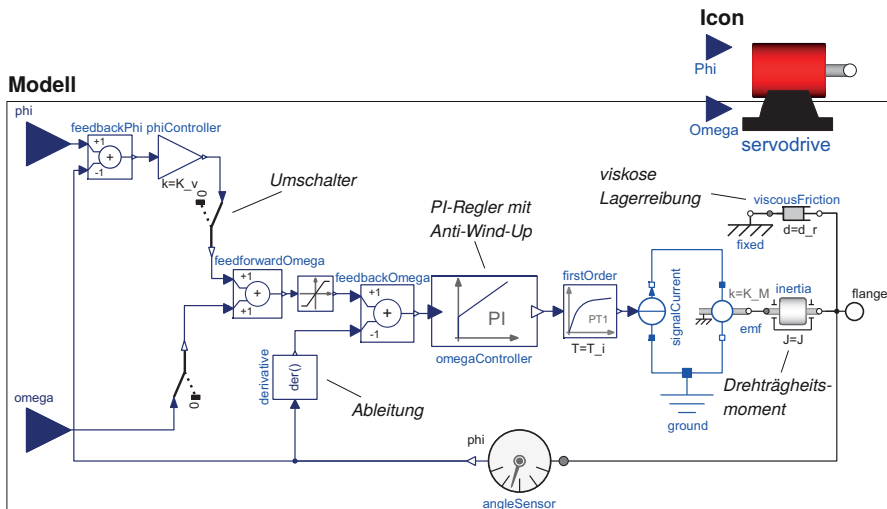 Icon
Phi
Omega
servodrive
Modell
phi
feedbackPhi
phiController
+1
+
-1
k=K_v
0
Umschalter
viskose
Lagerreibung
viscousFriction
d=d_r
fixed
PI-Regler mit
Anti-Wind-Up
feedforwardOmega
+1
+
+1
feedbackOmega
+1
+
-1
PI
omegaController
firstOrder
PT1
T=T_i
signalCurrent
k=K_M
emf
inertia
J=J
flange
derivative
der()
Ableitung
0
omega
ground
Drehträgheits-
moment
phi
angleSensor